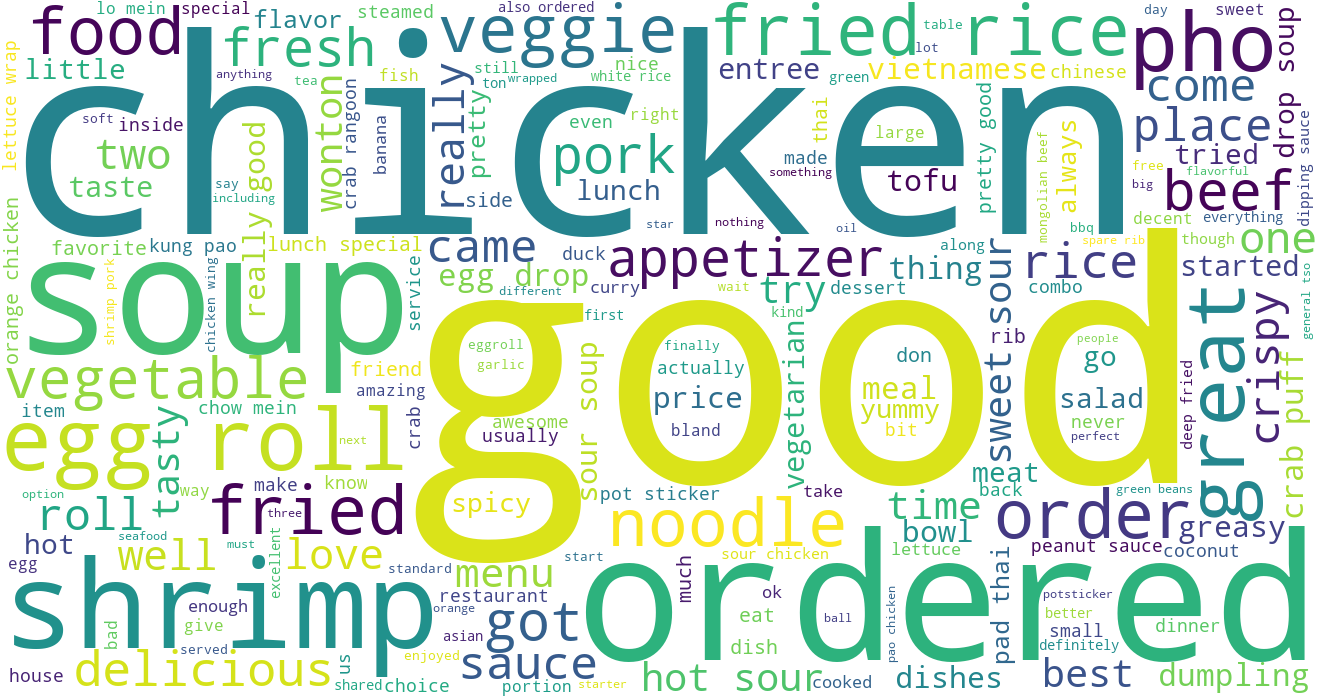 lo mein
special
also ordered
day
sweet
food
flavor
steamed
veggie
fried rice
table
pho
lettuce wrap
little
fresh
anything
tea
fish
still
ton
wrapped
nice
white rice
lot
entree
green
vietnamese
chinese
come
drop soup
chicken
soft
inside
two
taste
say
including
really good
wonton
crab rangoon
banana
really
pretty
side
even
right
pork
lunch
made
something
thai
large
tofu
pretty good
mongolian beef
always
place
tried
free
flavorful
big
beef
dipping sauce
star
nothing
oil
decent
everything
orange chicken
favorite
kung pao
lunch special
came
duck
appetizer
along
bbq
spare rib
though
one
shrimp pork
chicken wing
service
egg drop
different
curry
wait
try
thing
dessert
sweet sour
rice
combo
started
general tso
soup
first
kind
good
vegetable
friend
amazing
eggroll
garlic
sour soup
finally
actually
price
bland
vegetarian
don
meal
yummy
bit
rib
people
go
salad
never
perfect
deep fried
great
crispy
crab puff
item
tasty
chow mein
crab
awesome
usually
egg roll
next
option
way
know
make
three
fried
spicy
pot sticker
take
meat
back
green beans
roll
noodle
time
order
greasy
hot
seafood
well
must
excellent
love
standard
menu
start
sour chicken
much
lettuce
bowl
peanut sauce
coconut
egg
shrimp
enough
give
bad
served
restaurant
orange
asian
got
ok
eat
dish
ball
pao chicken
ordered
pad thai
potsticker
better
small
definitely
dinner
house
delicious
us
shared
choice
enjoyed
sauce
portion
starter
hot sour
cooked
dishes
best
dumpling